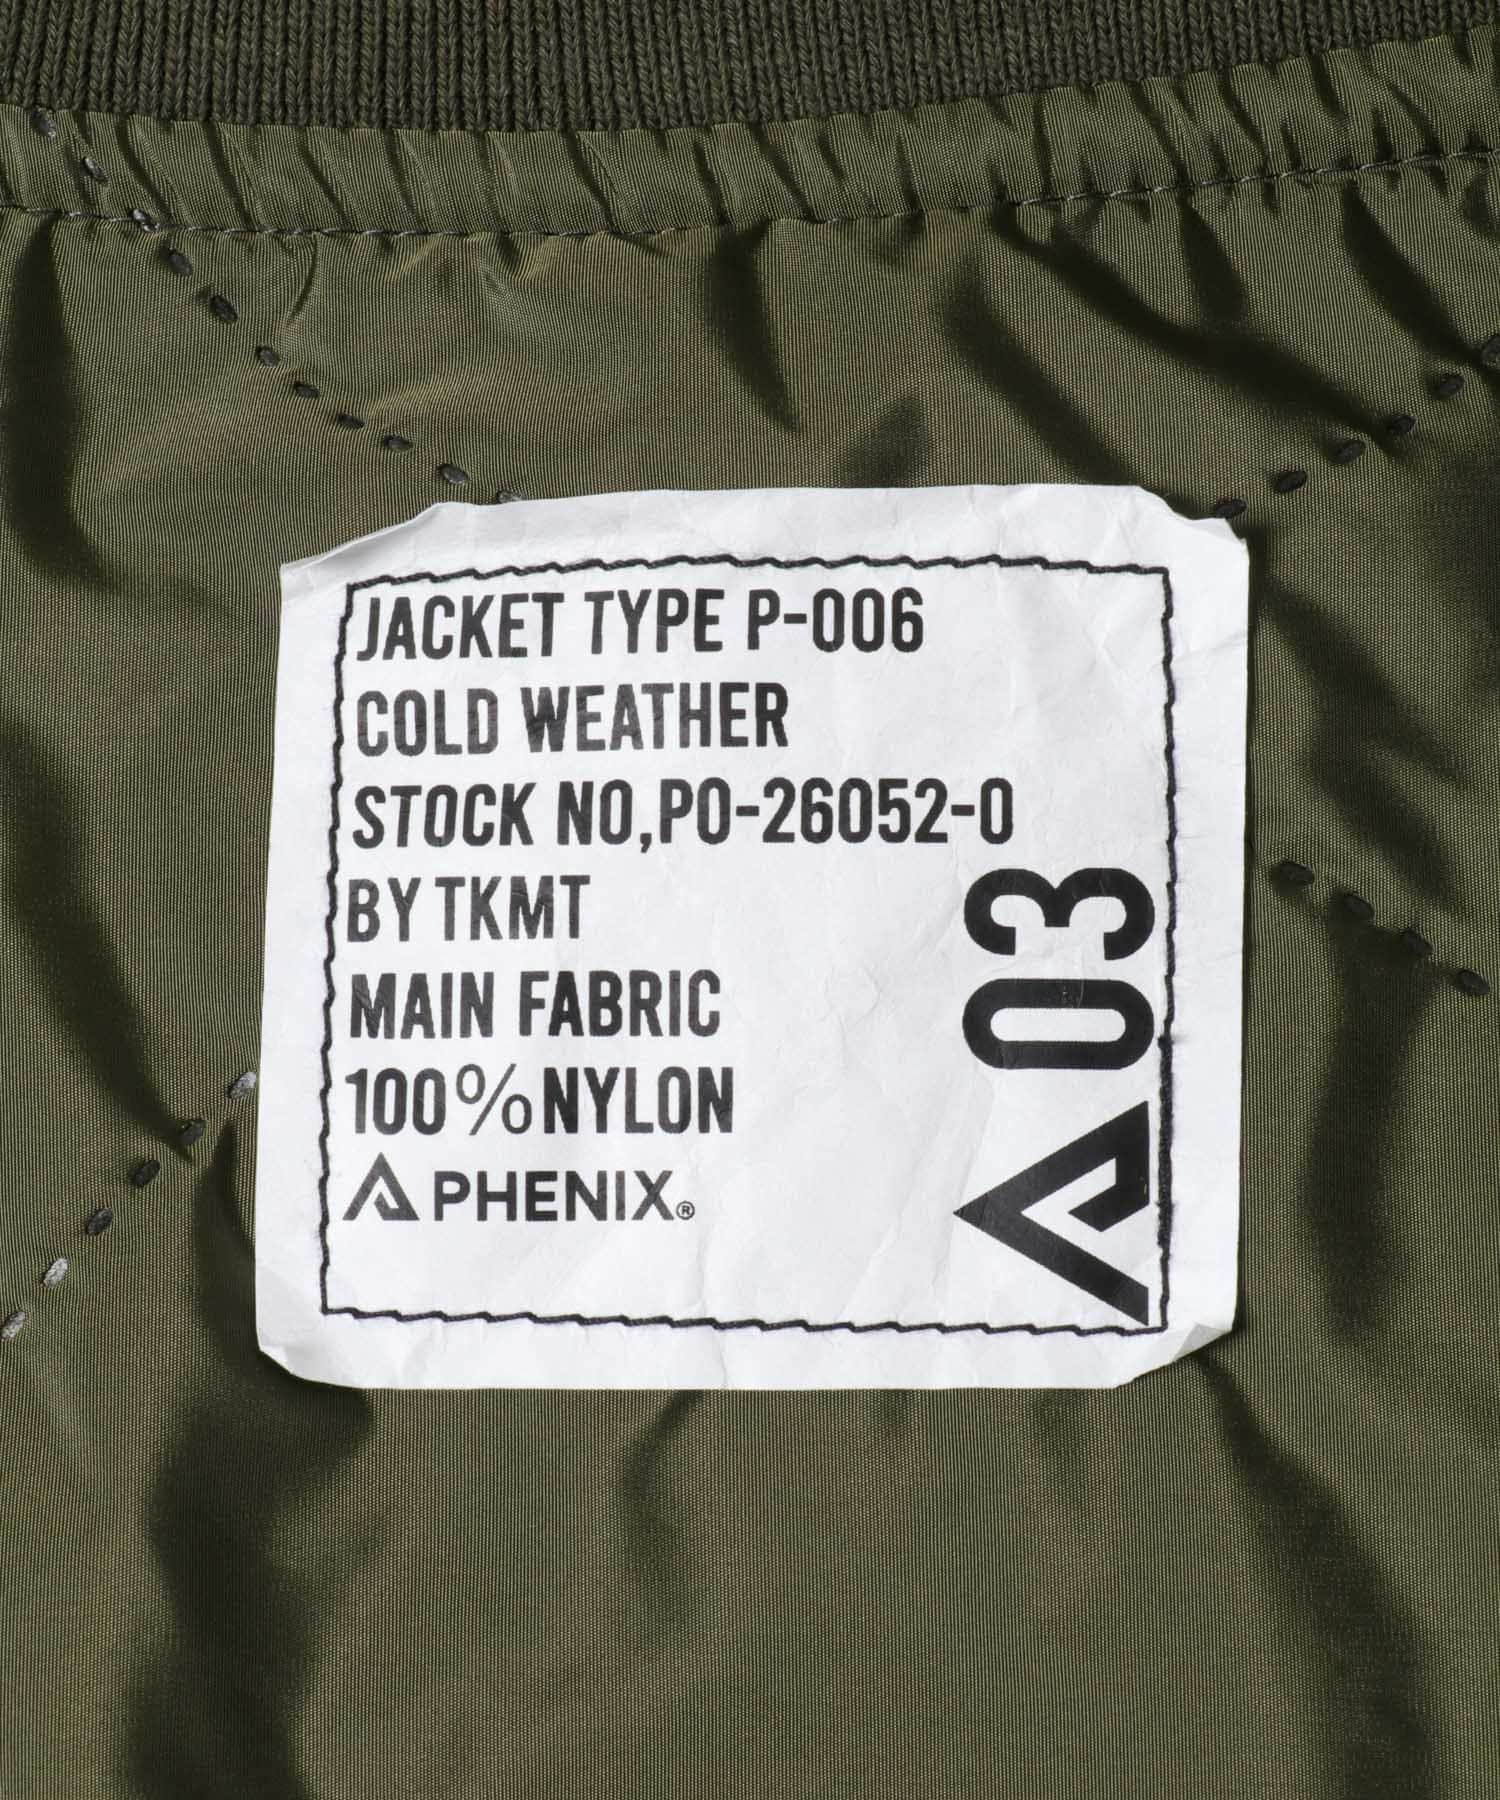 JACKET TYPE P-006
COLD WEATHER
STOCK NO,PO-26052-0
BY TKMT
MAIN FABRIC
100%NYLON
PHENIX®
03